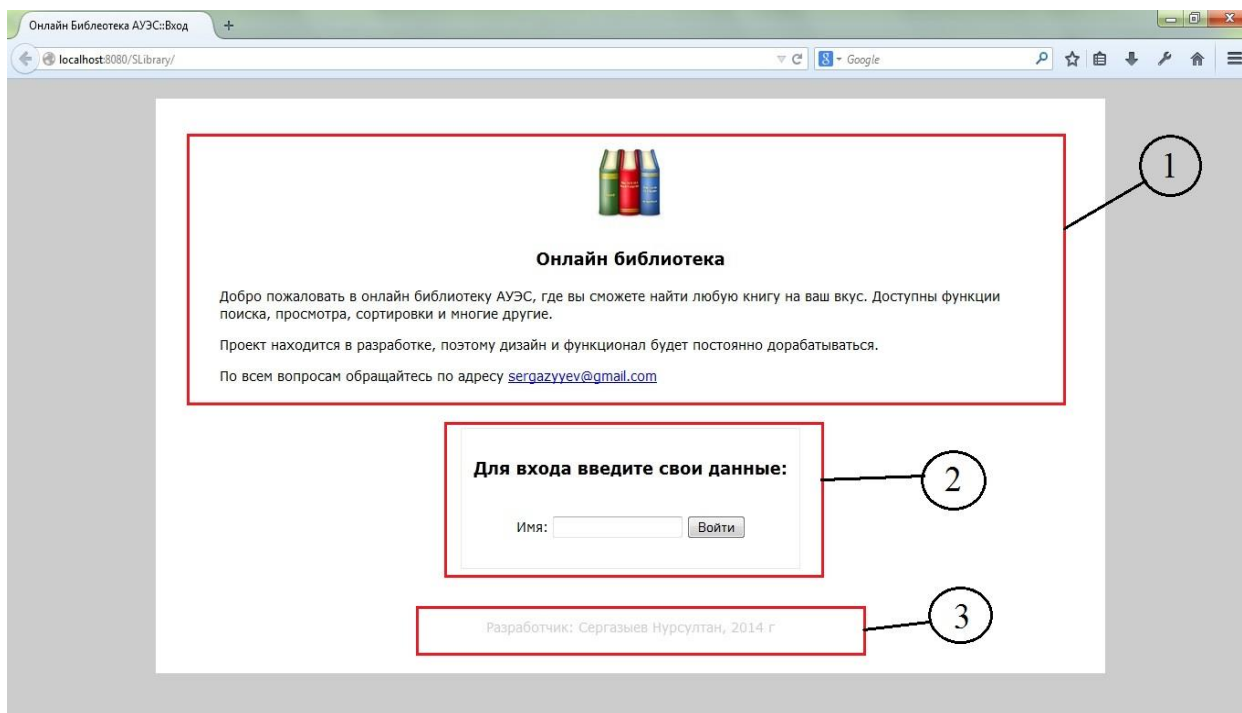 Онлайн Библеотека АУЭС::Вход
localhost:8080/SLibrary/
Google
1
Онлайн библиотека
Добро пожаловать в онлайн библиотеку АУЭС, где вы сможете найти любую книгу на ваш вкус. Доступны функции
поиска, просмотра, сортировки и многие другие.
Проект находится в разработке, поэтому дизайн и функционал будет постоянно дорабатываться.
По всем вопросам обращайтесь по адресу sergazyyev@gmail.com
Для входа введите свои данные:
2
Имя: Войти
3
Разработчик: Сергазыев Нурсултан, 2014 г